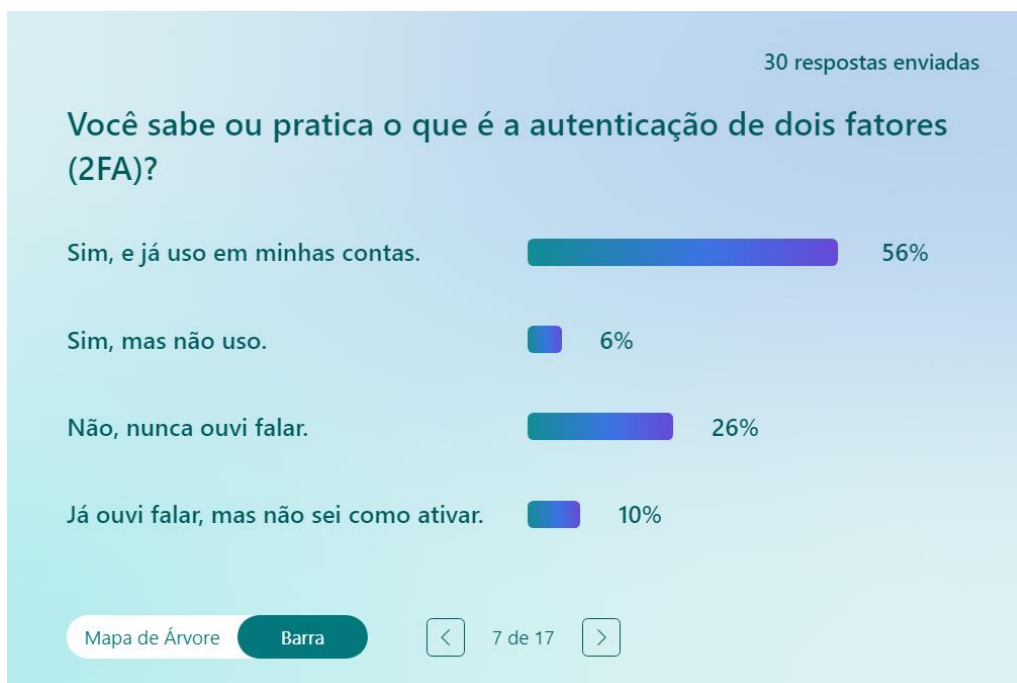 30 respostas enviadas
Você sabe ou pratica o que é a autenticação de dois fatores
(2FA)?
Sim, e já uso em minhas contas. 56%
Sim, mas não uso. 6%
Não, nunca ouvi falar. 26%
Já ouvi falar, mas não sei como ativar. 10%
Mapa de Árvore Barra < 7 de 17 >